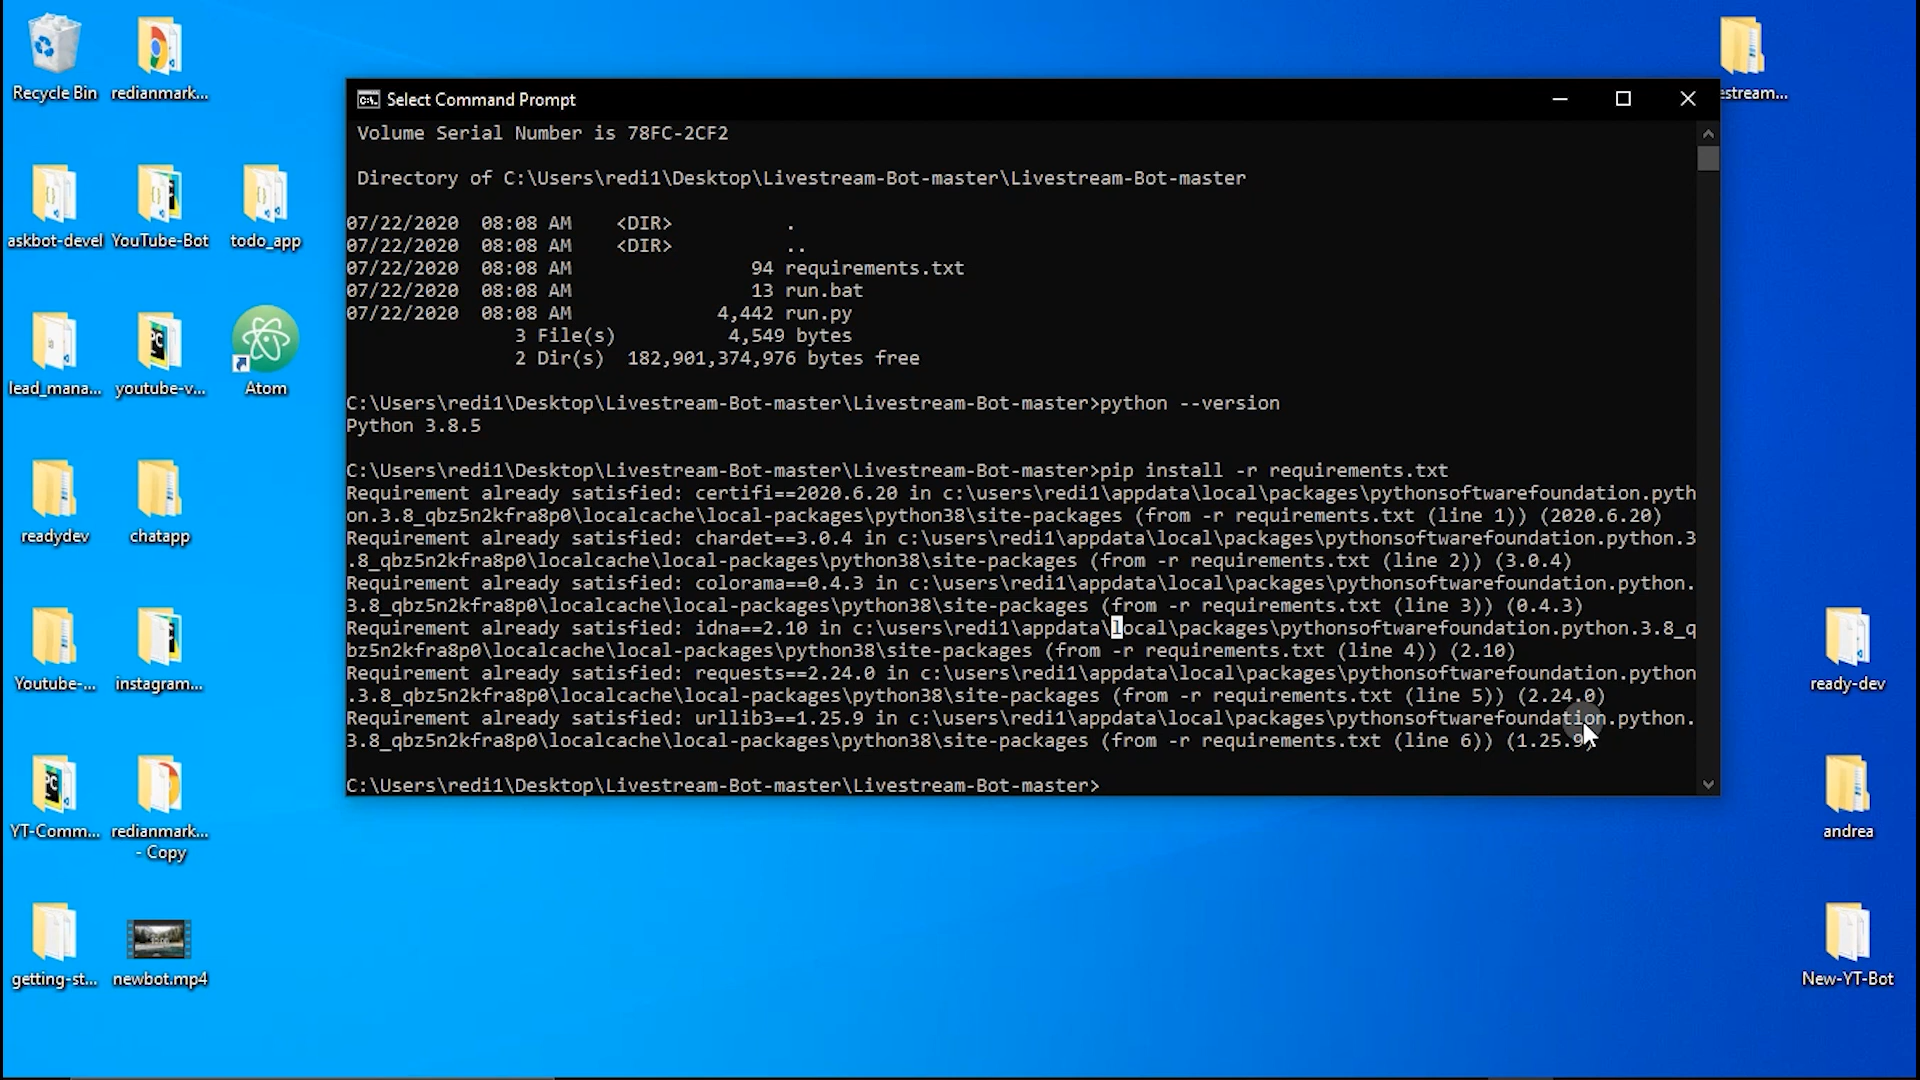 Recycle Bin
redianmark...
estream...
askbot-devel
YouTube-Bot
todo_app
lead_mana...
youtube-v...
Atom
readydev
chatapp
Youtube-...
instagram...
YT-Comm...
redianmark...
- Copy
getting-st...
newbot.mp4
ready-dev
andrea
New-YT-Bot
Select Command Prompt
Volume Serial Number is 78FC-2CF2
Directory of C:\Users\redi1\Desktop\Livestream-Bot-master\Livestream-Bot-master
07/22/2020  08:08 AM    <DIR>          .
07/22/2020  08:08 AM    <DIR>          ..
07/22/2020  08:08 AM                94 requirements.txt
07/22/2020  08:08 AM                13 run.bat
07/22/2020  08:08 AM             4,442 run.py
3 File(s)          4,549 bytes
2 Dir(s)  182,901,374,976 bytes free
C:\Users\redi1\Desktop\Livestream-Bot-master\Livestream-Bot-master>python --version
Python 3.8.5
C:\Users\redi1\Desktop\Livestream-Bot-master\Livestream-Bot-master>pip install -r requirements.txt
Requirement already satisfied: certifi==2020.6.20 in c:\users\redi1\appdata\local\packages\pythonsoftwarefoundation.pyth
on.3.8_qbz5n2kfra8p0\localcache\local-packages\python38\site-packages (from -r requirements.txt (line 1)) (2020.6.20)
Requirement already satisfied: chardet==3.0.4 in c:\users\redi1\appdata\local\packages\pythonsoftwarefoundation.python.3
.8_qbz5n2kfra8p0\localcache\local-packages\python38\site-packages (from -r requirements.txt (line 2)) (3.0.4)
Requirement already satisfied: colorama==0.4.3 in c:\users\redi1\appdata\local\packages\pythonsoftwarefoundation.python.
3.8_qbz5n2kfra8p0\localcache\local-packages\python38\site-packages (from -r requirements.txt (line 3)) (0.4.3)
Requirement already satisfied: idna==2.10 in c:\users\redi1\appdata\local\packages\pythonsoftwarefoundation.python.3.8_q
bz5n2kfra8p0\localcache\local-packages\python38\site-packages (from -r requirements.txt (line 4)) (2.10)
Requirement already satisfied: requests==2.24.0 in c:\users\redi1\appdata\local\packages\pythonsoftwarefoundation.python
.3.8_qbz5n2kfra8p0\localcache\local-packages\python38\site-packages (from -r requirements.txt (line 5)) (2.24.0)
Requirement already satisfied: urllib3==1.25.9 in c:\users\redi1\appdata\local\packages\pythonsoftwarefoundation.python.
3.8_qbz5n2kfra8p0\localcache\local-packages\python38\site-packages (from -r requirements.txt (line 6)) (1.25.9)
C:\Users\redi1\Desktop\Livestream-Bot-master\Livestream-Bot-master>